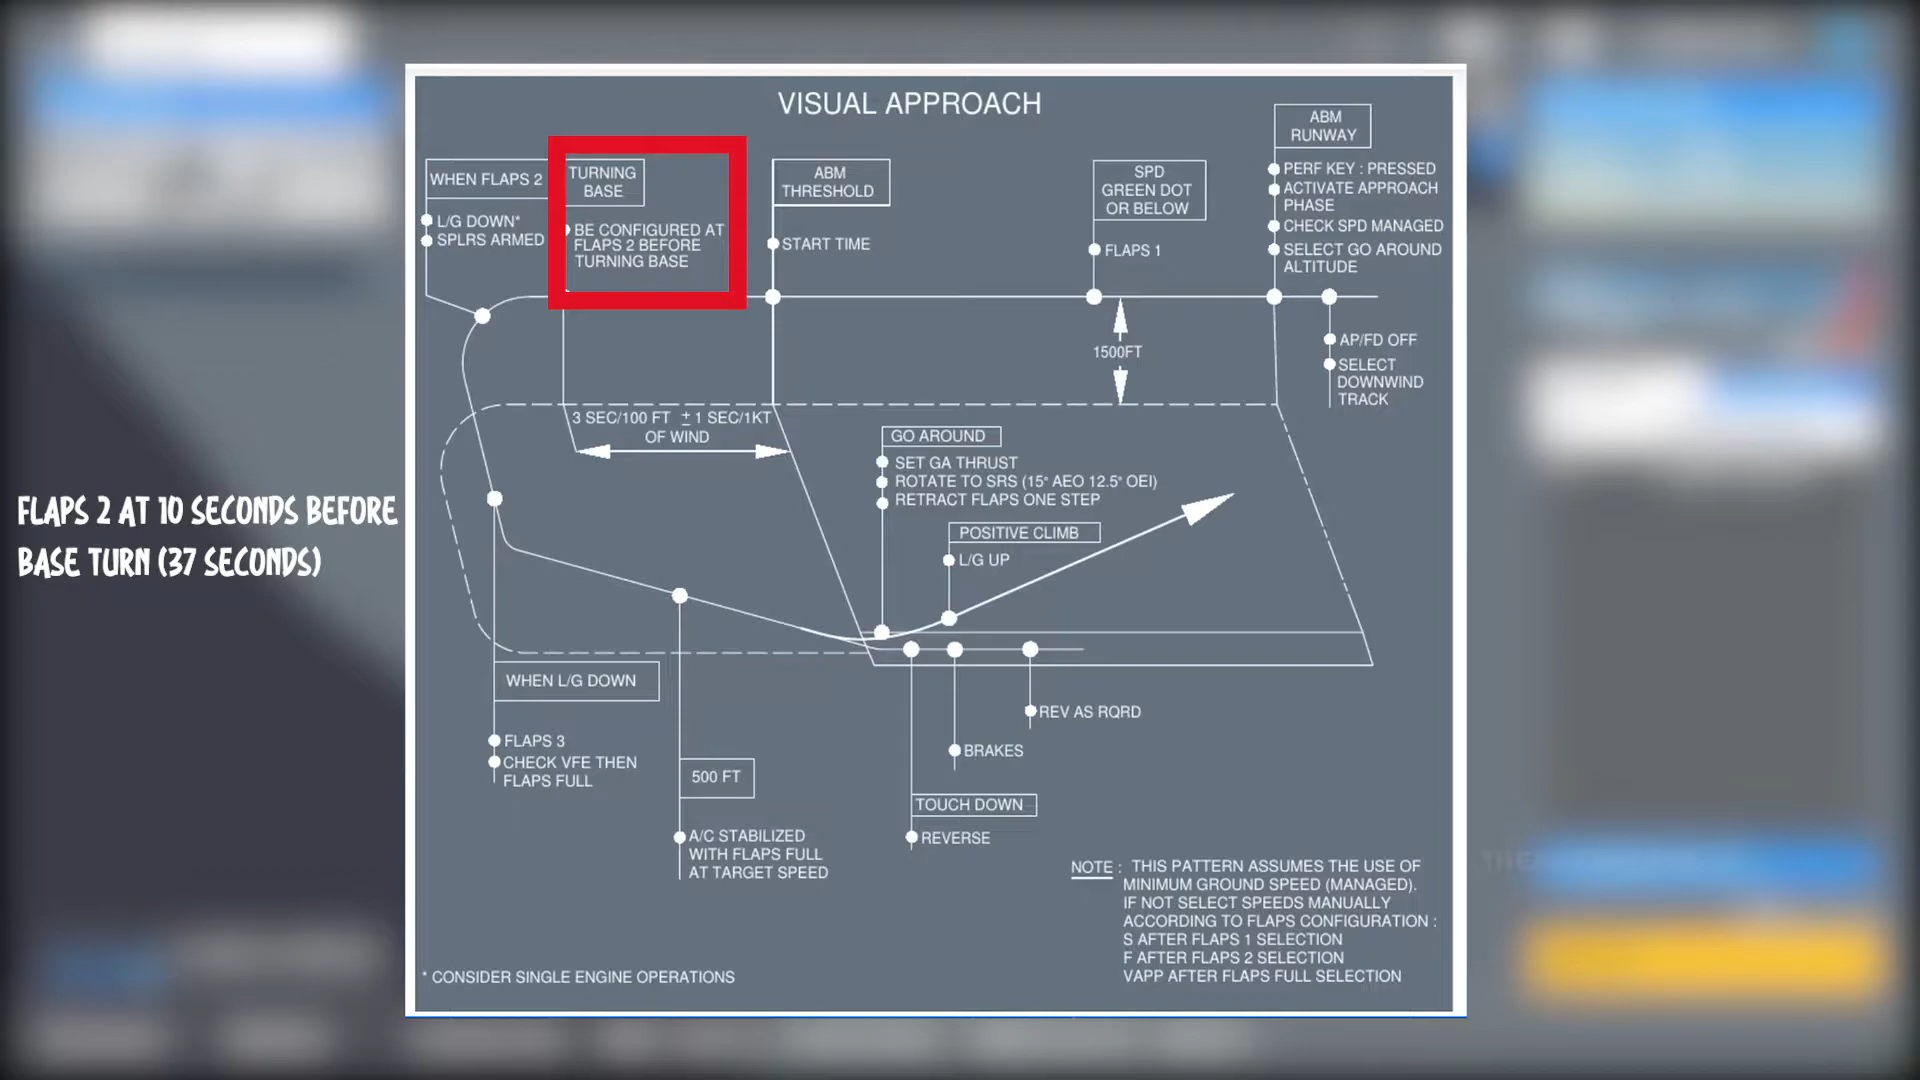 VISUAL APPROACH
WHEN FLAPS 2
L/G DOWN*
SPLRS ARMED
TURNING
BASE
BE CONFIGURED AT
FLAPS 2 BEFORE
TURNING BASE
ABM
THRESHOLD
START TIME
SPD
GREEN DOT
OR BELOW
FLAPS 1
ABM
RUNWAY
PERF KEY : PRESSED
ACTIVATE APPROACH
PHASE
CHECK SPD MANAGED
SELECT GO AROUND
ALTITUDE
1500FT
AP/FD OFF
SELECT
DOWNWIND
TRACK
3 SEC/100 FT ± 1 SEC/1KT
OF WIND
GO AROUND
SET GA THRUST
ROTATE TO SRS (15° AEO 12.5° OEI)
RETRACT FLAPS ONE STEP
POSITIVE CLIMB
L/G UP
FLAPS 2 AT 10 SECONDS BEFORE
BASE TURN (37 SECONDS)
WHEN L/G DOWN
FLAPS 3
CHECK VFE THEN
FLAPS FULL
500 FT
A/C STABILIZED
WITH FLAPS FULL
AT TARGET SPEED
REV AS RQRD
BRAKES
TOUCH DOWN
REVERSE
NOTE : THIS PATTERN ASSUMES THE USE OF
MINIMUM GROUND SPEED (MANAGED).
IF NOT SELECT SPEEDS MANUALLY
ACCORDING TO FLAPS CONFIGURATION :
S AFTER FLAPS 1 SELECTION
F AFTER FLAPS 2 SELECTION
VAPP AFTER FLAPS FULL SELECTION
* CONSIDER SINGLE ENGINE OPERATIONS